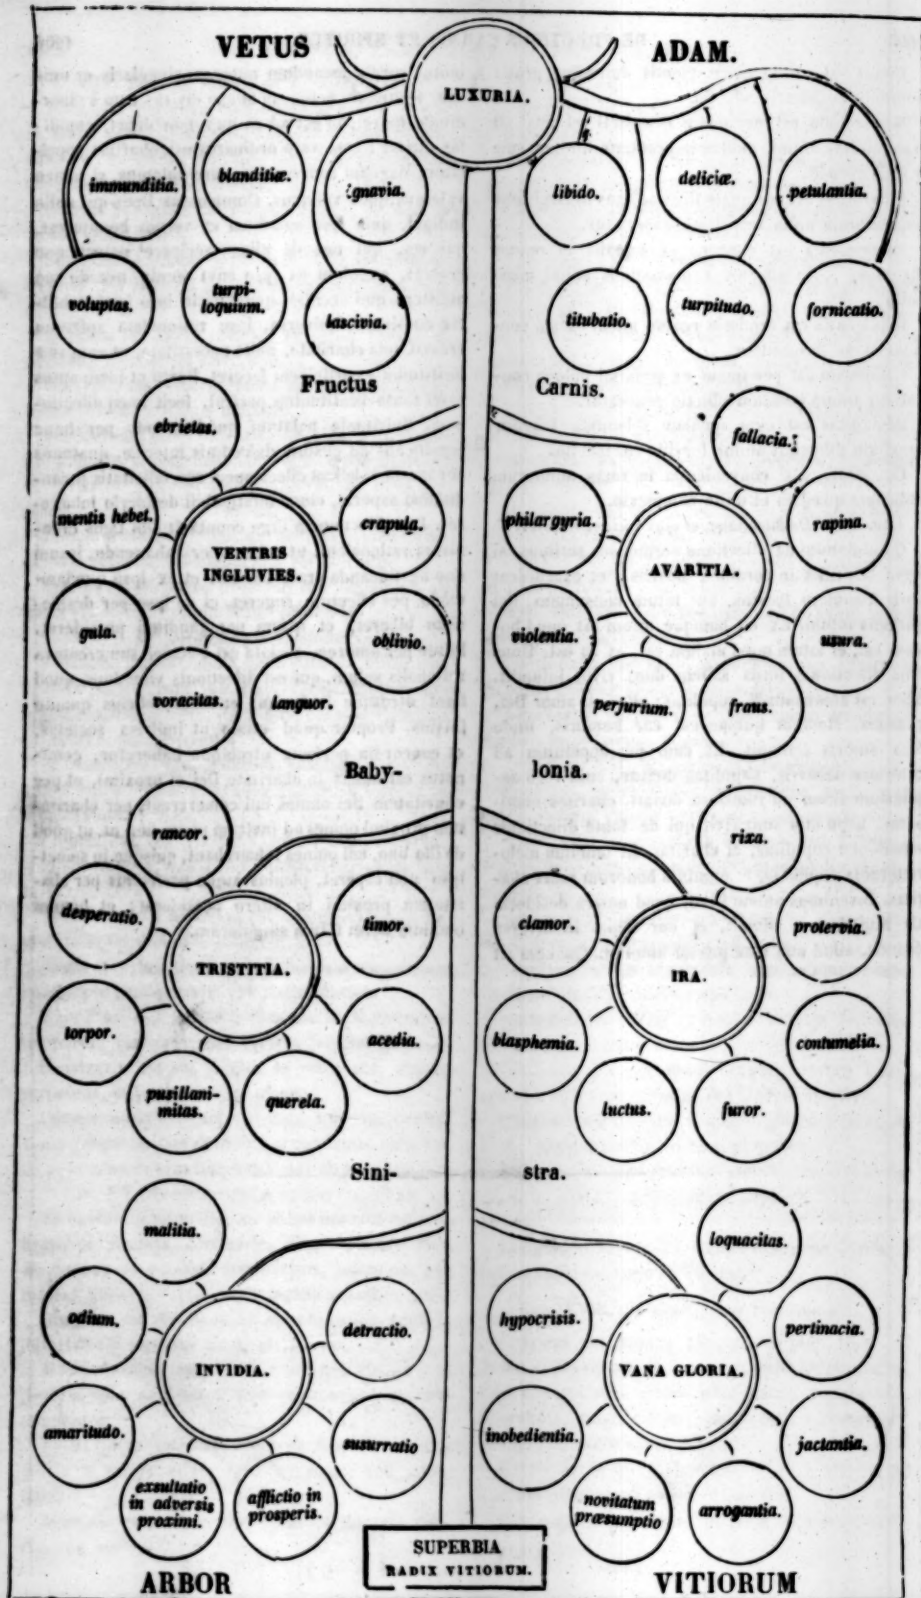 VETUS ADAM.
LUXURIA.
immunditia.
blanditiæ.
ignavia.
libido.
deliciæ.
petulantia.
voluptas.
turpi-
loquium.
lascivia.
titubatio.
turpitudo.
fornicatio.
Fructus Carnis.
ebrietas.
mentis hebet.
crapula.
VENTRIS
INGLUVIES.
gula.
oblivio.
voracitas.
languor.
fallacia.
philargyria.
rapina.
AVARITIA.
violentia.
usura.
perjurium.
fraus.
Baby- lonia.
rancor.
desperatio.
timor.
TRISTITIA.
torpor.
acedia.
pusillani-
mitas.
querela.
rixa.
clamor.
protervia.
IRA.
blasphemia.
contumelia.
luctus.
furor.
Sini- stra.
malitia.
odium.
detractio.
INVIDIA.
amaritudo.
susurratio
exsultatio
in adversis
proximi.
afflictio in
prosperis.
loquacitas.
hypocrisis.
pertinacia.
VANA GLORIA.
inobedientia.
jactantia.
novitatum
præsumptio
arrogantia.
SUPERBIA
RADIX VITIORUM.
ARBOR VITIORUM